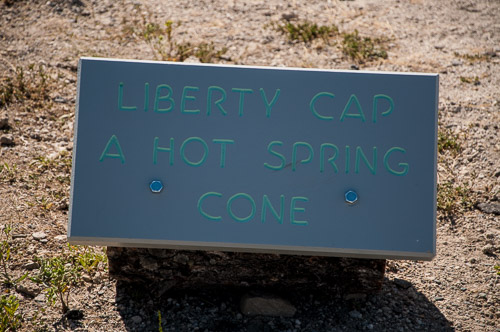 LIBERTY CAP
A HOT SPRING
CONE